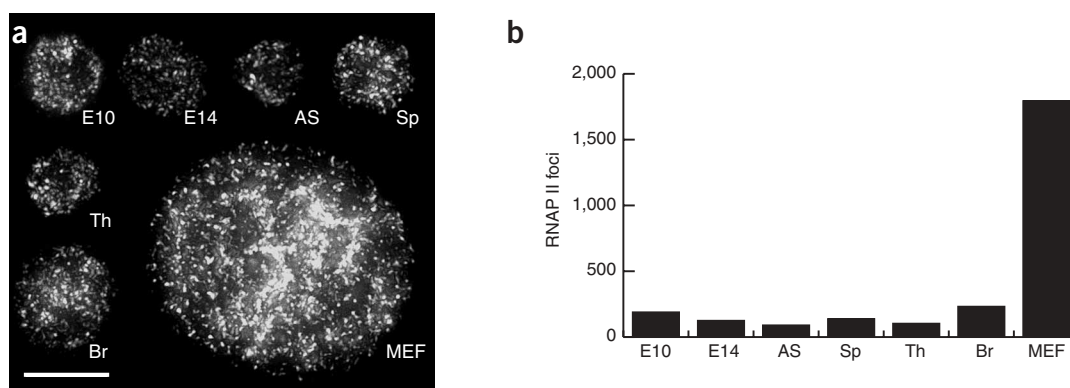 a
E10
E14
AS
Sp
Th
Br
MEF
b
RNAP II foci
2,000
1,500
1,000
500
0
E10 E14 AS Sp Th Br MEF